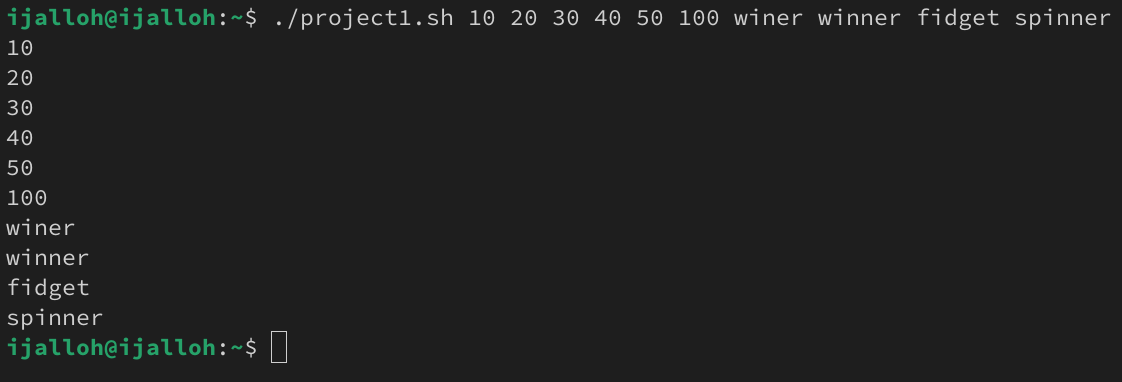 ijalloh@ijalloh:~$ ./project1.sh 10 20 30 40 50 100 winer winner fidget spinner
10
20
30
40
50
100
winer
winner
fidget
spinner
ijalloh@ijalloh:~$